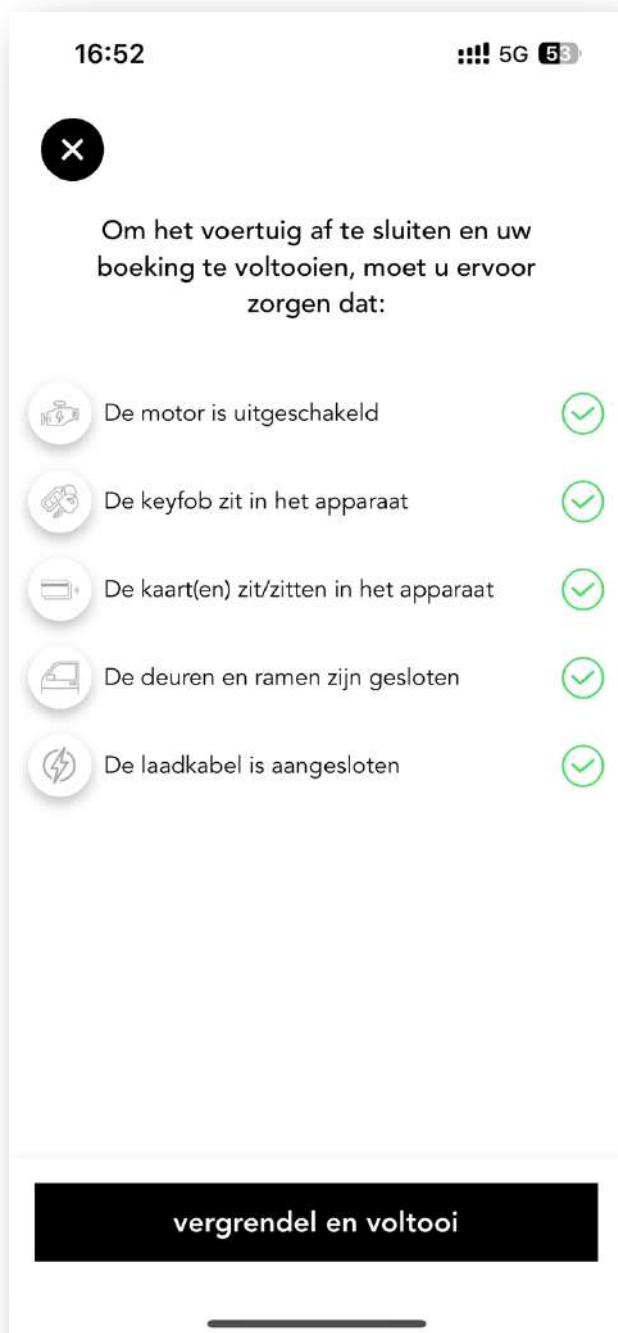 16:52 5G 53
Om het voertuig af te sluiten en uw
boeking te voltooien, moet u ervoor
zorgen dat:
De motor is uitgeschakeld
De keyfob zit in het apparaat
De kaart(en) zit/zitten in het apparaat
De deuren en ramen zijn gesloten
De laadkabel is aangesloten
vergrendel en voltooi